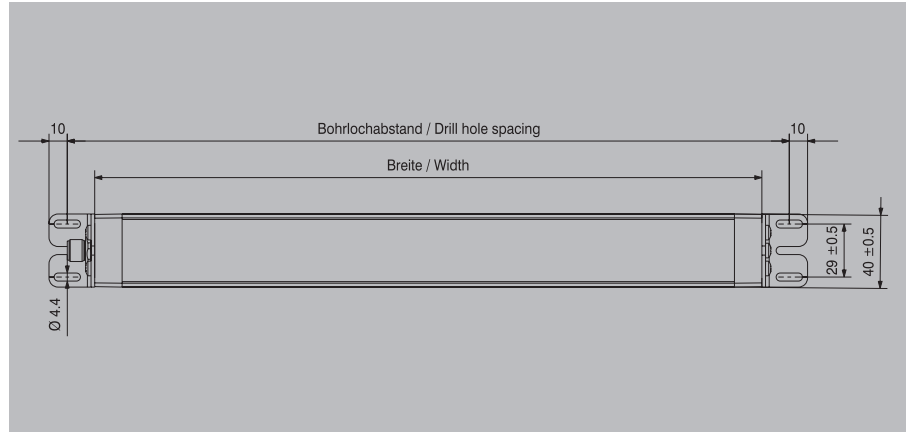 10
Bohrlochabstand / Drill hole spacing
10
Breite / Width
29 ±0.5
40 ±0.5
Ø 4.4